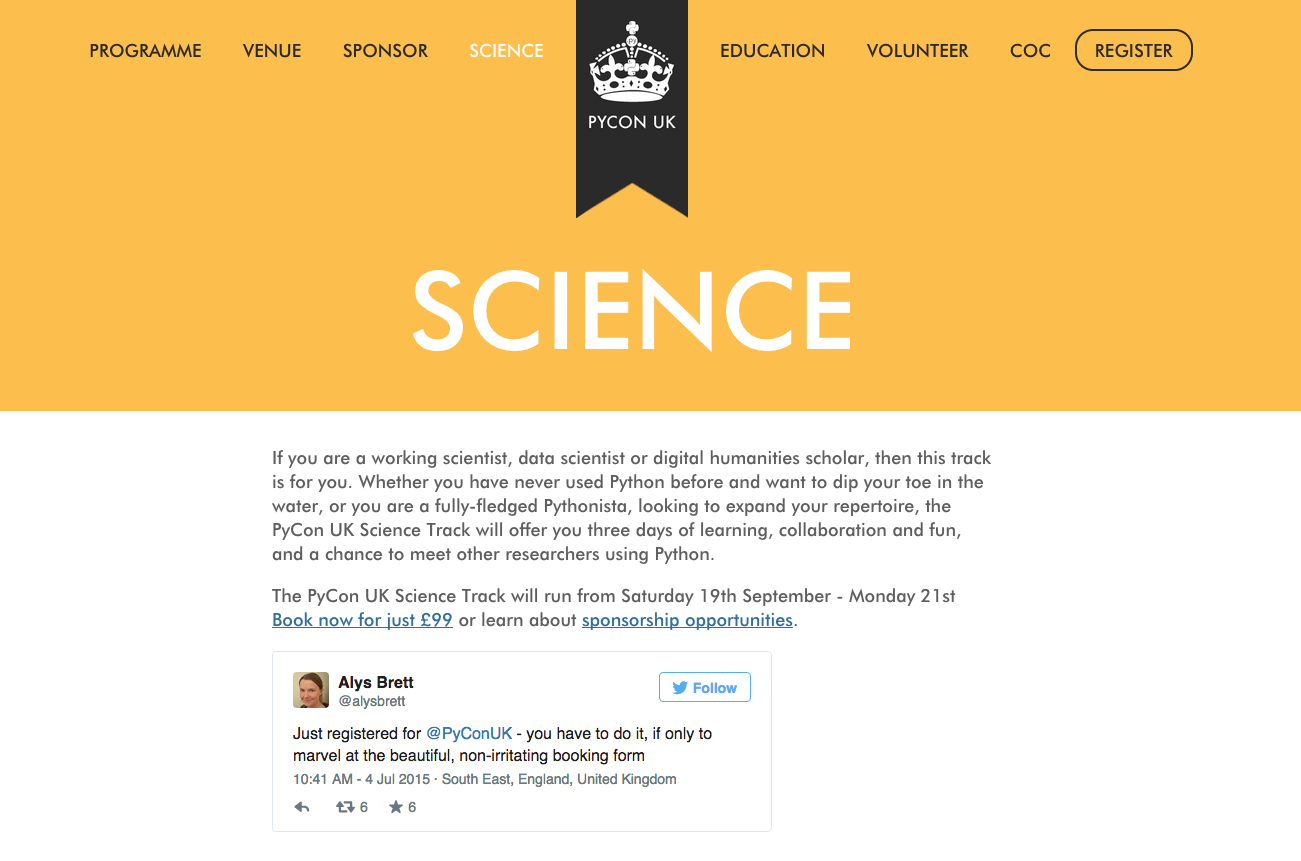 PROGRAMME VENUE SPONSOR SCIENCE EDUCATION VOLUNTEER COC REGISTER
PYCON UK
SCIENCE
If you are a working scientist, data scientist or digital humanities scholar, then this track
is for you. Whether you have never used Python before and want to dip your toe in the
water, or you are a fully-fledged Pythonista, looking to expand your repertoire, the
PyCon UK Science Track will offer you three days of learning, collaboration and fun,
and a chance to meet other researchers using Python.
The PyCon UK Science Track will run from Saturday 19th September - Monday 21st
Book now for just £99 or learn about sponsorship opportunities.
Alys Brett
@alysbrett
Follow
Just registered for @PyConUK - you have to do it, if only to
marvel at the beautiful, non-irritating booking form
10:41 AM - 4 Jul 2015 · South East, England, United Kingdom
6 6